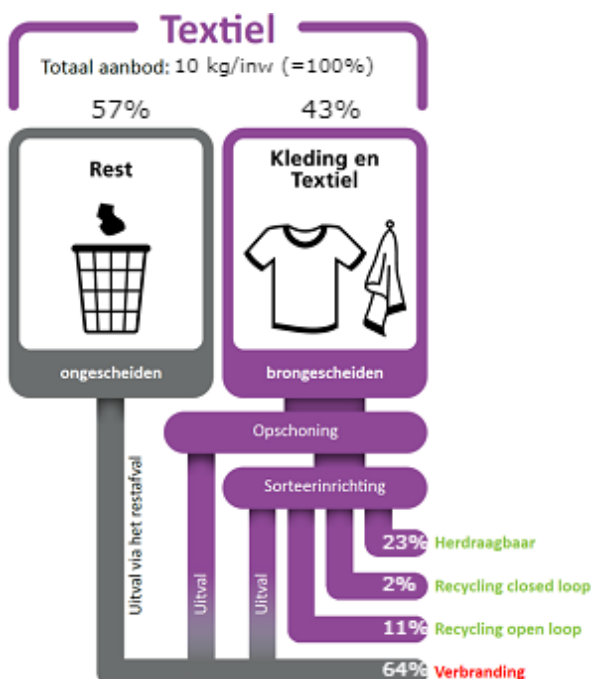 Textiel
Totaal aanbod: 10 kg/inw (=100%)
57%
43%
Rest
Kleding en
Textiel
ongescheiden
brongescheiden
Opschoning
Sorteerinrichting
Uitval via het restafval
Uitval
Uitval
23% Herdraagbaar
2% Recycling closed loop
11% Recycling open loop
64% Verbranding